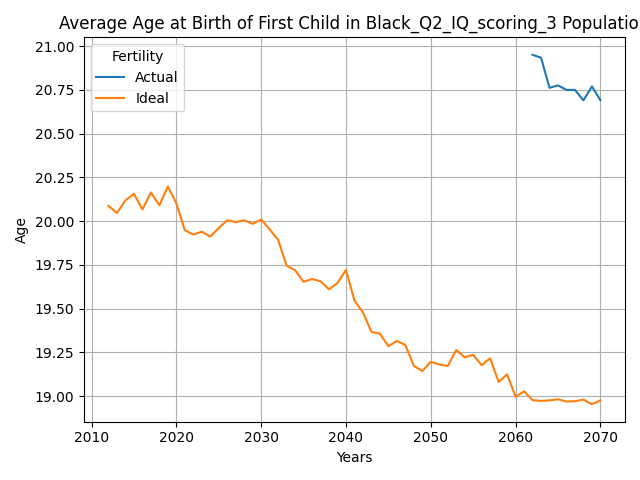 Average Age at Birth of First Child in Black_Q2_IQ_scoring_3 Populatio
21.00
20.75
20.50
20.25
20.00
19.75
19.50
19.25
19.00
Age
Fertility
Actual
Ideal
2010 2020 2030 2040 2050 2060 2070
Years